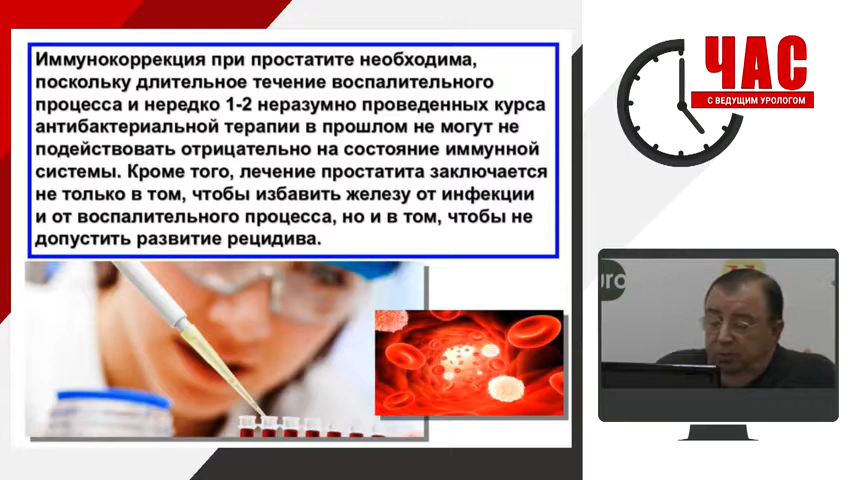 Иммунокоррекция при простатите необходима,
поскольку длительное течение воспалительного
процесса и нередко 1-2 неразумно проведенных курса
антибактериальной терапии в прошлом не могут не
подействовать отрицательно на состояние иммунной
системы. Кроме того, лечение простатита заключается
не только в том, чтобы избавить железу от инфекции
и от воспалительного процесса, но и в том, чтобы не
допустить развитие рецидива.
ЧАС
С ВЕДУЩИМ УРОЛОГОМ
uro